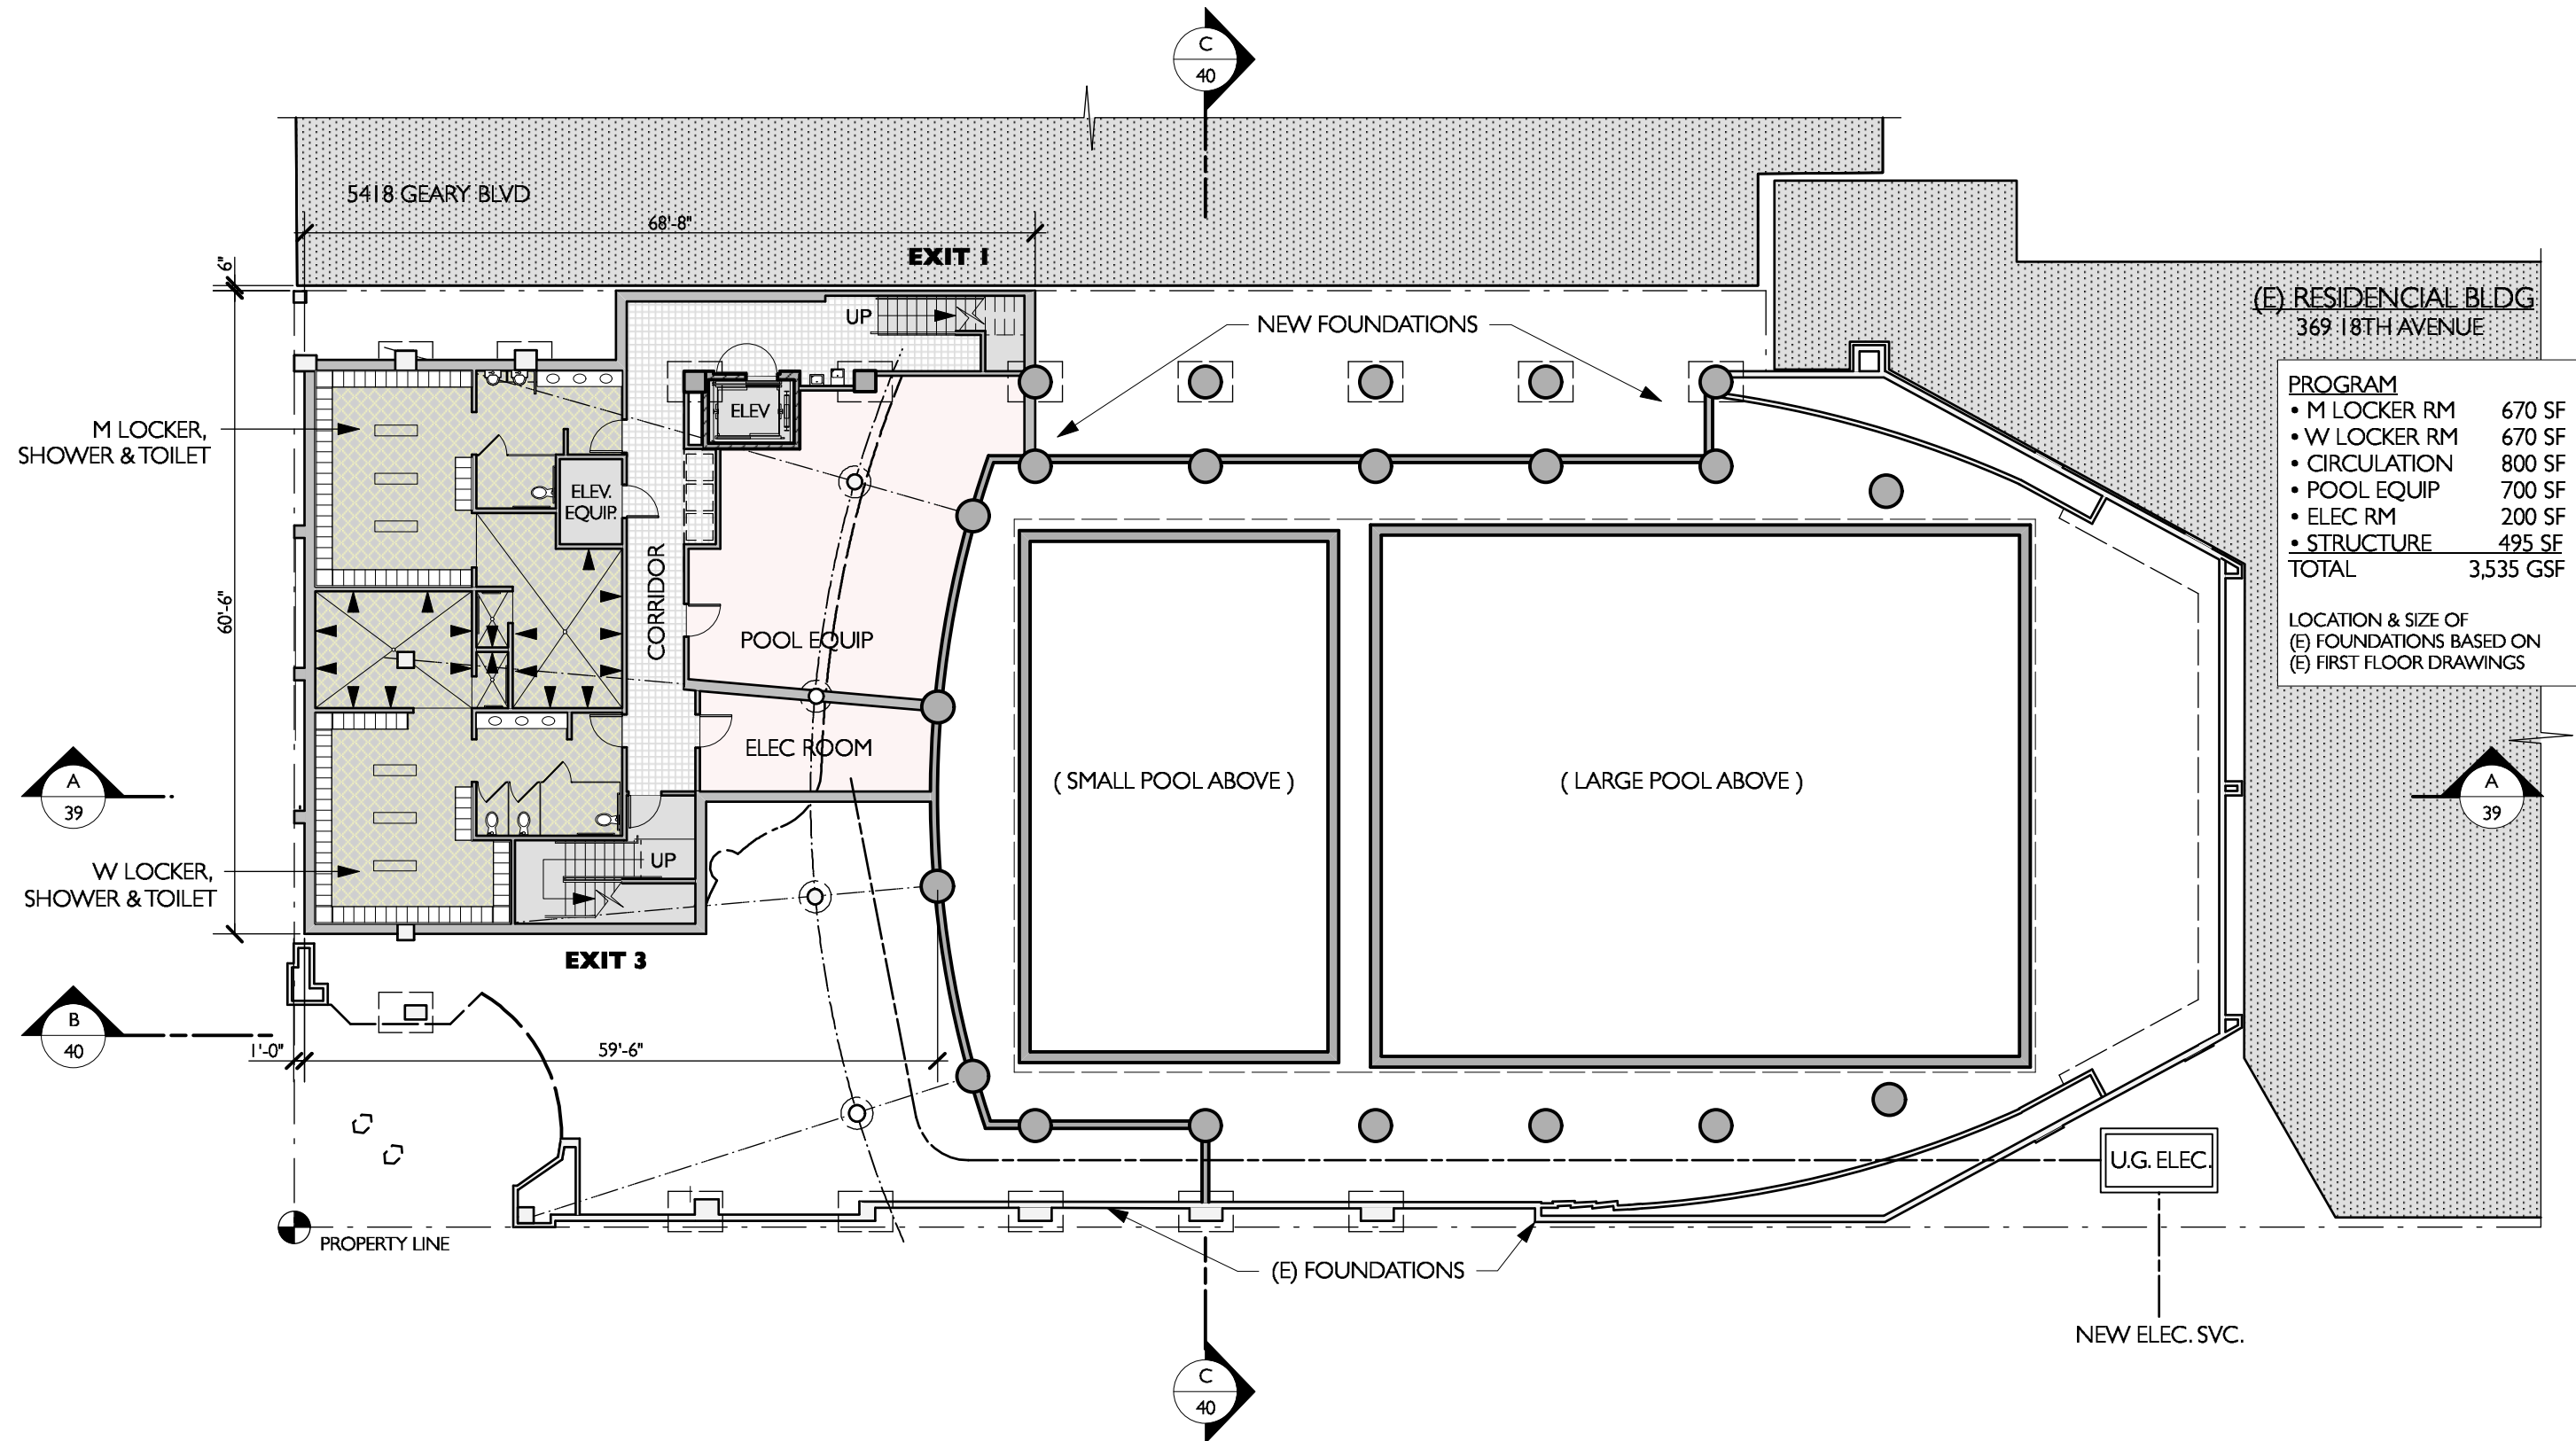 C
40
5418 GEARY BLVD
68'-8"
EXIT 1
6"
(E) RESIDENCIAL BLDG
369 18TH AVENUE
UP
NEW FOUNDATIONS
PROGRAM
• M LOCKER RM 670 SF
• W LOCKER RM 670 SF
• CIRCULATION 800 SF
• POOL EQUIP 700 SF
• ELEC RM 200 SF
• STRUCTURE 495 SF
TOTAL 3,535 GSF
LOCATION & SIZE OF
(E) FOUNDATIONS BASED ON
(E) FIRST FLOOR DRAWINGS
M LOCKER,
SHOWER & TOILET
ELEV
ELEV.
EQUIP.
CORRIDOR
60'-6"
POOL EQUIP
ELEC ROOM
( SMALL POOL ABOVE )
( LARGE POOL ABOVE )
A
39
A
39
UP
W LOCKER,
SHOWER & TOILET
EXIT 3
B
40
1'-0"
59'-6"
U.G. ELEC.
PROPERTY LINE
(E) FOUNDATIONS
NEW ELEC. SVC.
C
40